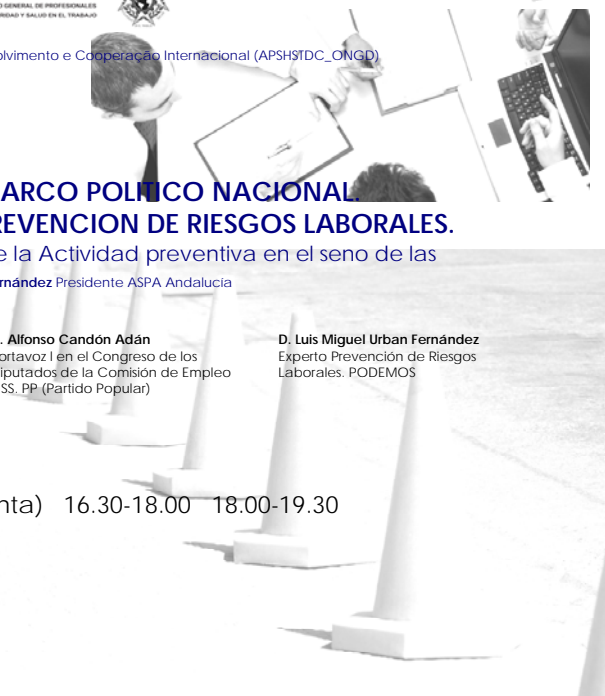 O GENERAL DE PROFESIONALES
RIDAD Y SALUD EN EL TRABAJO
olvimento e Cooperação Internacional (APSHSTDC_ONGD)
ARCO POLITICO NACIONAL.
REVENCION DE RIESGOS LABORALES.
e la Actividad preventiva en el seno de las
rnández Presidente ASPA Andalucía
. Alfonso Candón Adán
ortavoz I en el Congreso de los
iputados de la Comisión de Empleo
SS. PP (Partido Popular)
D. Luis Miguel Urban Fernández
Experto Prevención de Riesgos
Laborales. PODEMOS
nta) 16.30-18.00 18.00-19.30